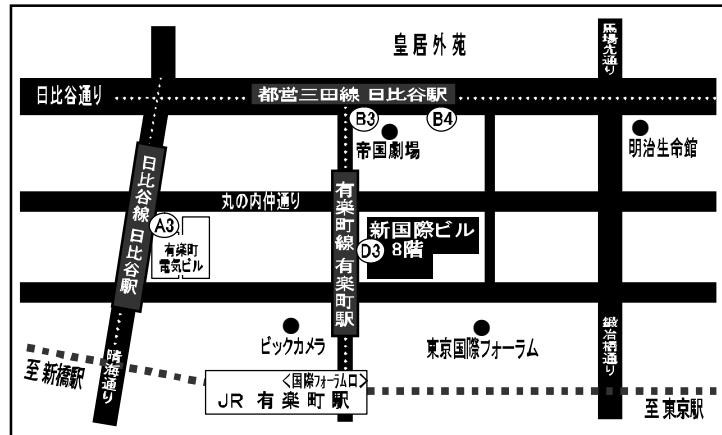 皇居外苑
馬場先通り
日比谷通り
都営三田線 日比谷駅
B3
B4
帝国劇場
明治生命館
日比谷線 日比谷駅
丸の内仲通り
有楽町線 有楽町駅
A3
有楽町
電気ビル
新国際ビル
D3
8階
ビックカメラ
東京国際フォーラム
鍛冶橋通り
晴海通り
至 新橋駅
<国際フォーラム口>
JR 有楽町駅
至 東京駅